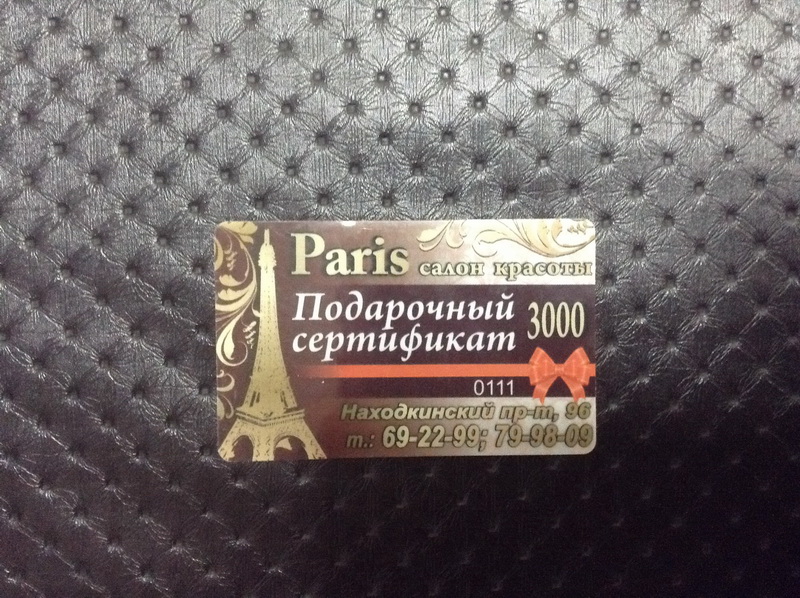 Paris салон красоты
Подарочный
сертификат 3000
0111
Находкинский пр-т, 96
т.: 69-22-99; 79-98-09